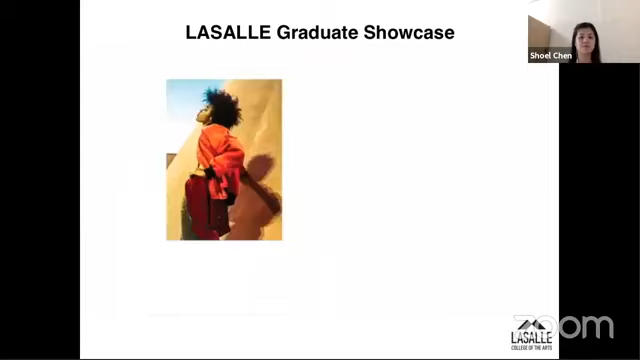 LASALLE Graduate Showcase
Shoel Chen
zoom
LASALLE
COLLEGE OF THE ARTS